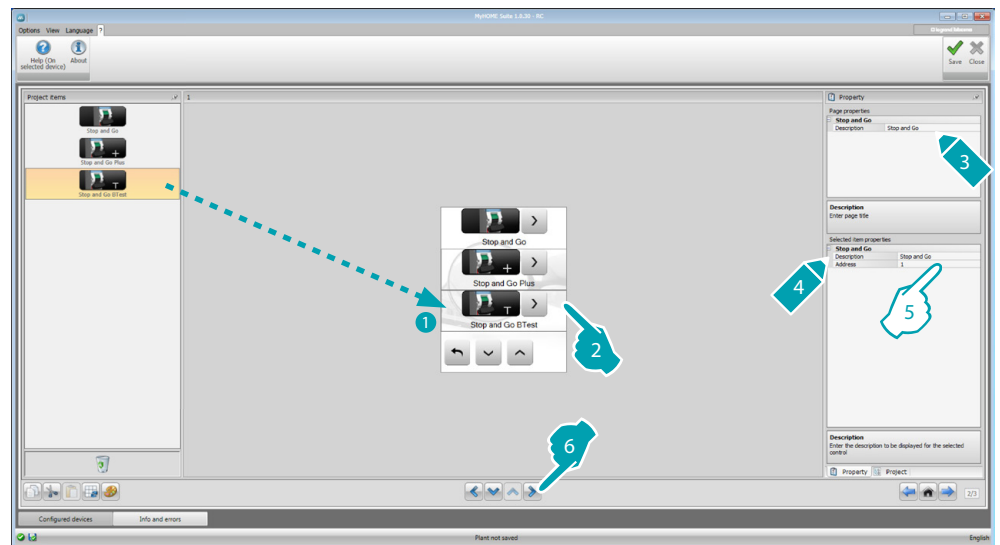 MyHOME Suite 1.0.30 - RC
Options View Language ?
Help (On
selected device)
About
Save Close
Project items
1
Stop and Go
Stop and Go Plus
Stop and Go BTest
Stop and Go
+
Stop and Go Plus
T
Stop and Go BTest
1
2
6
Property
Page properties
Stop and Go
Description Stop and Go
3
Description
Enter page title
Selected item properties
Stop and Go
Description Stop and Go
Address 1
4
5
Description
Enter the description to be displayed for the selected
control
Property Project
2/3
Configured devices Info and errors
Plant not saved
English